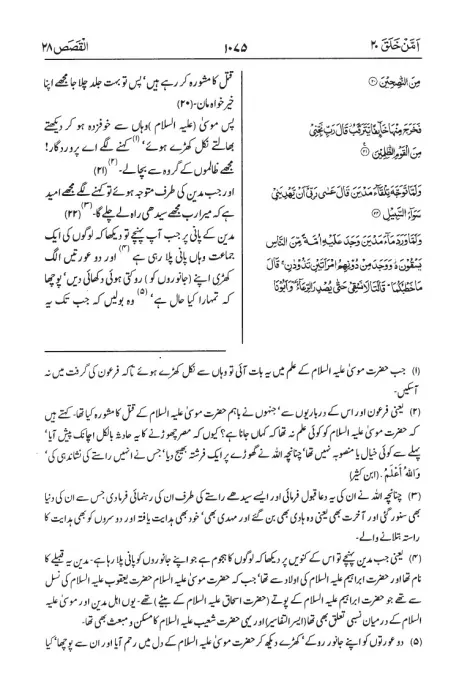 اَمَّنْ خَلَقَ ۲۰
۱۰۷۵
القصص ۲۸
مِنَ النّٰصِحِيْنَ ۝۲۰
فَخَرَجَ مِنْهَا خَآىِٕفًا يَّتَرَقَّبُ قَالَ رَبِّ نَجِّنِيْ
مِنَ الْقَوْمِ الظّٰلِمِيْنَ ۝۲۱
وَلَمَّا تَوَجَّهَ تِلْقَآءَ مَدْيَنَ قَالَ عَسٰى رَبِّيْٓ اَنْ يَّهْدِيَنِيْ
سَوَآءَ السَّبِيْلِ ۝۲۲
وَلَمَّا وَرَدَ مَآءَ مَدْيَنَ وَجَدَ عَلَيْهِ اُمَّةً مِّنَ النَّاسِ
يَسْقُوْنَ ەۚ وَوَجَدَ مِنْ دُوْنِهِمُ امْرَاَتَيْنِ تَذُوْدٰنِ ۚ قَالَ
مَا خَطْبُكُمَا ۭ قَالَتَا لَا نَسْقِيْ حَتّٰى يُصْدِرَ الرِّعَآءُ ۫ وَاَبُوْنَا
قتل کا مشورہ کر رہے ہیں' پس تو بہت جلد چلا جا مجھے اپنا
خیر خواہ مان۔ (۲۰)
پس موسیٰ (علیہ السلام) وہاں سے خوفزدہ ہو کر دیکھتے
بھالتے نکل کھڑے ہوئے' (۱) کہنے لگے اے پروردگار!
مجھے ظالموں کے گروہ سے بچا لے۔ (۲) (۲۱)
اور جب مدین کی طرف متوجہ ہوئے تو کہنے لگے مجھے امید
ہے کہ میرا رب مجھے سیدھی راہ لے چلے گا۔ (۳) (۲۲)
مدین کے پانی پر جب آپ پہنچے تو دیکھا کہ لوگوں کی ایک
جماعت وہاں پانی پلا رہی ہے (۴) اور دو عورتیں الگ
کھڑی اپنے (جانوروں کو) روکتی ہوئی دکھائی دیں' پوچھا
کہ تمہارا کیا حال ہے' (۵) وہ بولیں کہ جب تک یہ
(۱) جب حضرت موسیٰ علیہ السلام کے علم میں یہ بات آئی تو وہاں سے نکل کھڑے ہوئے تاکہ فرعون کی گرفت میں نہ
آسکیں۔
(۲) یعنی فرعون اور اس کے درباریوں سے' جنہوں نے باہم حضرت موسیٰ علیہ السلام کے قتل کا مشورہ کیا تھا۔ کہتے ہیں
کہ حضرت موسیٰ علیہ السلام کو کوئی علم نہ تھا کہ کہاں جانا ہے؟ کیوں کہ مصر چھوڑنے کا یہ حادثہ بالکل اچانک پیش آیا'
پہلے سے کوئی خیال یا منصوبہ نہیں تھا' چنانچہ اللہ نے گھوڑے پر ایک فرشتہ بھیج دیا' جس نے انہیں راستے کی نشاندہی کی'
وَاللهُ أَعْلَمُ. (ابن کثیر)
(۳) چنانچہ اللہ نے ان کی یہ دعا قبول فرمائی اور ایسے سیدھے راستے کی طرف ان کی رہنمائی فرما دی جس سے ان کی دنیا
بھی سنور گئی اور آخرت بھی یعنی وہ ہادی بھی بن گئے اور مہدی بھی' خود بھی ہدایت یافتہ اور دوسروں کو بھی ہدایت کا
راستہ بتلانے والے۔
(۴) یعنی جب مدین پہنچے تو اس کے کنویں پر دیکھا کہ لوگوں کا ہجوم ہے جو اپنے جانوروں کو پانی پلا رہا ہے۔ مدین یہ قبیلے کا
نام تھا اور حضرت ابراہیم علیہ السلام کی اولاد سے تھا' جب کہ حضرت موسیٰ علیہ السلام حضرت یعقوب علیہ السلام کی نسل
سے تھے جو حضرت ابراہیم علیہ السلام کے پوتے (حضرت اسحاق علیہ السلام کے بیٹے) تھے۔ یوں اہل مدین اور موسیٰ علیہ
السلام کے درمیان نسبی تعلق بھی تھا (ایسر التفاسیر) اور یہی حضرت شعیب علیہ السلام کا مسکن و مبعث بھی تھا۔
(۵) دو عورتوں کو اپنے جانور روکے' کھڑے دیکھ کر حضرت موسیٰ علیہ السلام کے دل میں رحم آیا اور ان سے پوچھا' کیا